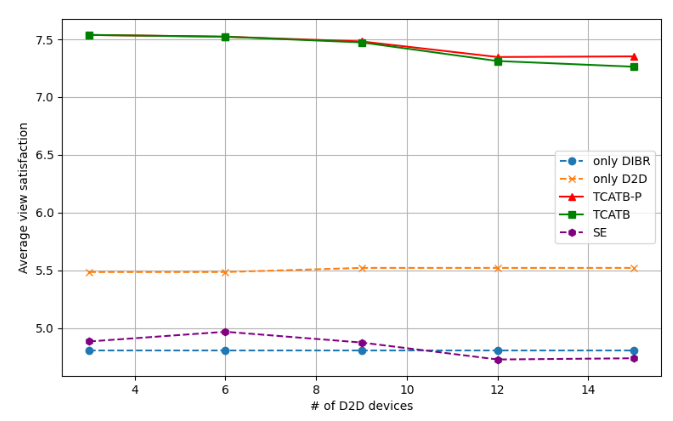 7.5
7.0
6.5
6.0
5.5
5.0
Average view satisfaction
only DIBR
only D2D
TCATB-P
TCATB
SE
4 6 8 10 12 14
# of D2D devices